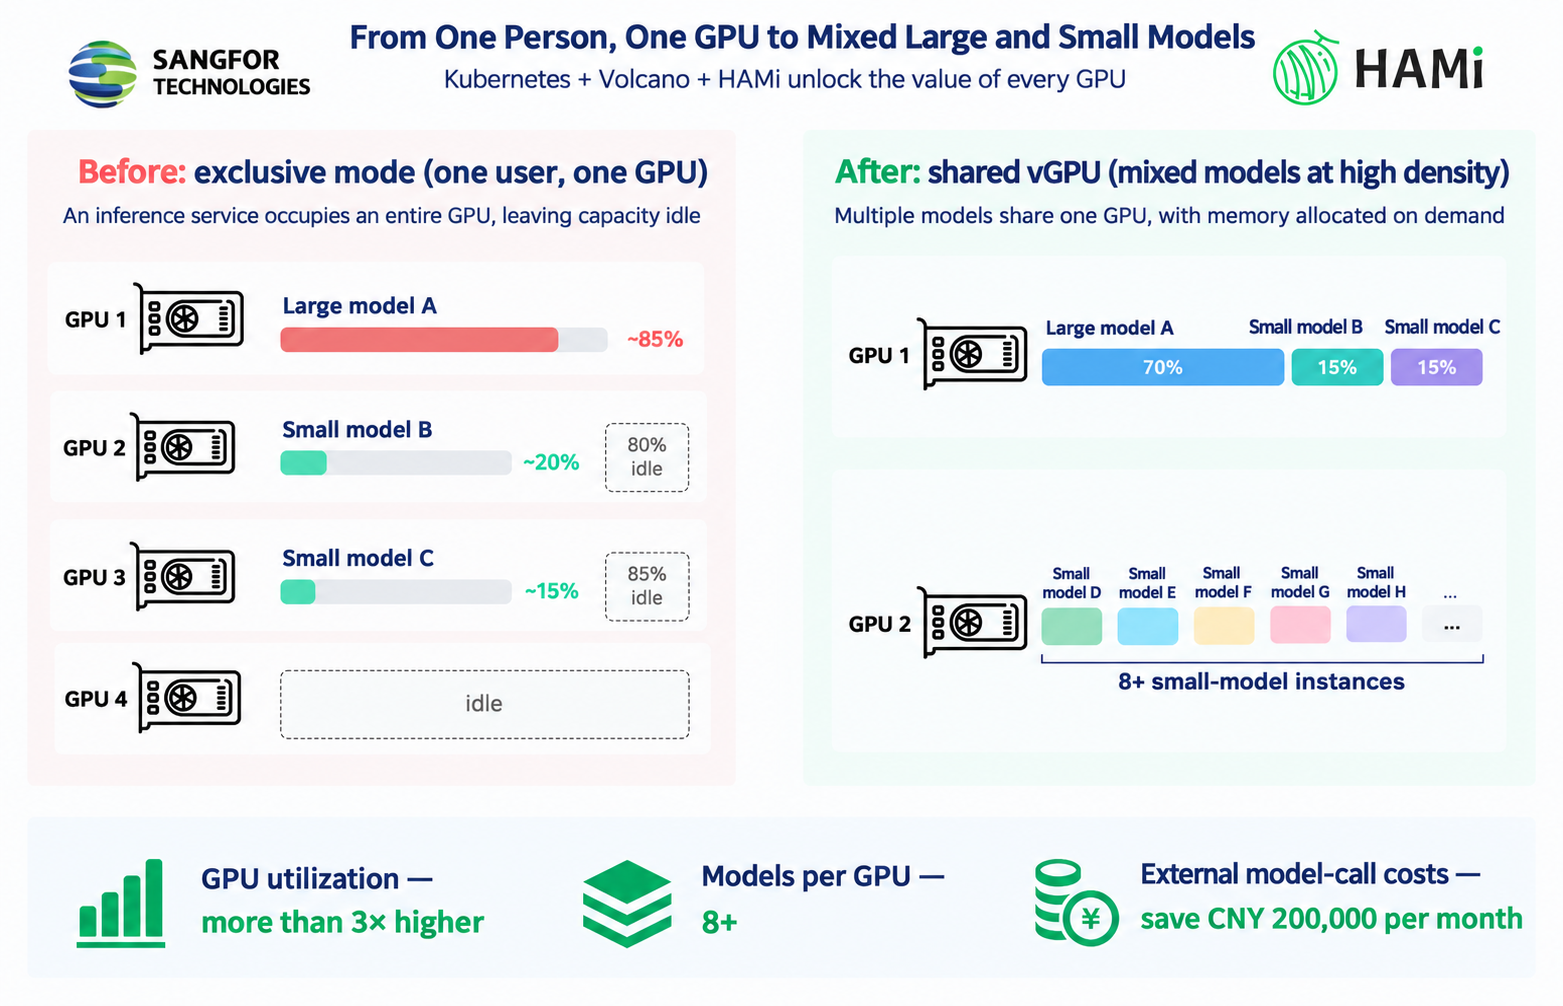 SANGFOR
TECHNOLOGIES
From One Person, One GPU to Mixed Large and Small Models
Kubernetes + Volcano + HAMi unlock the value of every GPU
HAMi
Before: exclusive mode (one user, one GPU)
An inference service occupies an entire GPU, leaving capacity idle
GPU 1
Large model A
~85%
GPU 2
Small model B
~20%
80%
idle
GPU 3
Small model C
~15%
85%
idle
GPU 4
idle
After: shared vGPU (mixed models at high density)
Multiple models share one GPU, with memory allocated on demand
GPU 1
Large model A
Small model B
Small model C
70%
15%
15%
GPU 2
Small
model D
Small
model E
Small
model F
Small
model G
Small
model H
...
...
8+ small-model instances
GPU utilization —
more than 3× higher
Models per GPU —
8+
¥
External model-call costs —
save CNY 200,000 per month